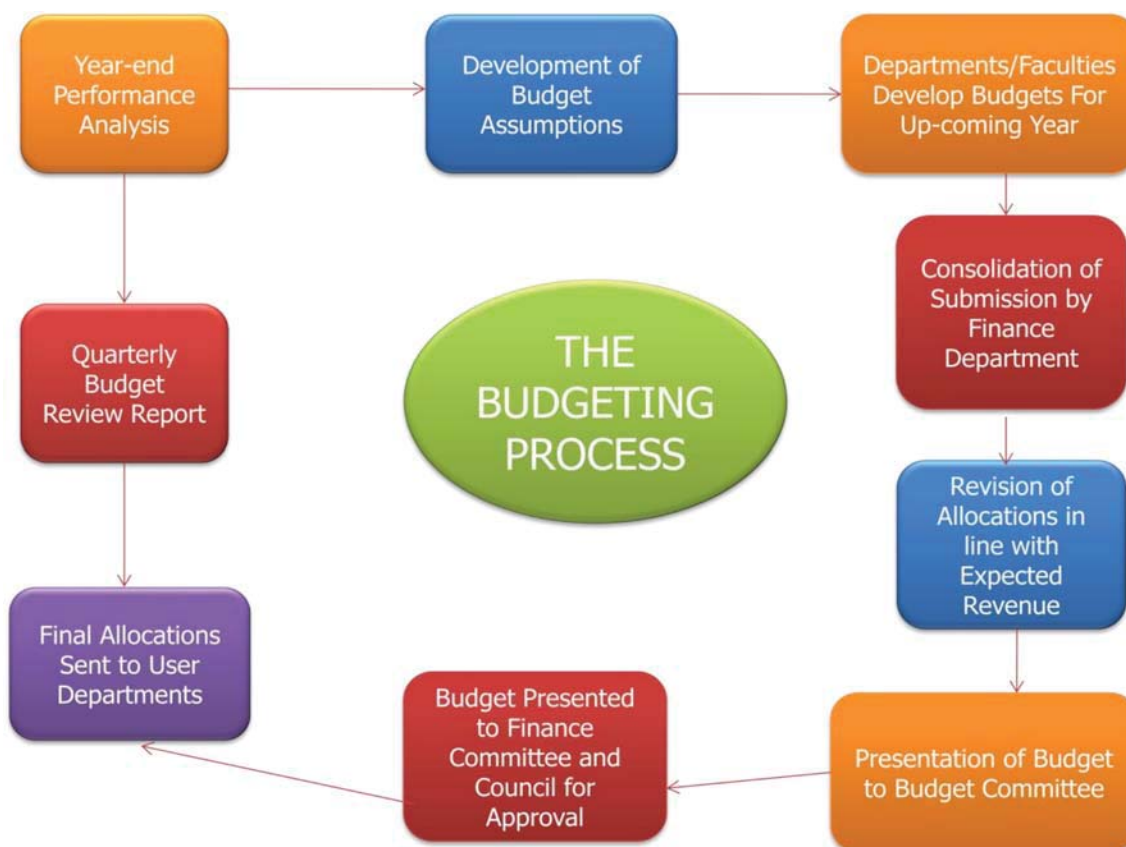 Year-end
Performance
Analysis
Development of
Budget
Assumptions
Departments/Faculties
Develop Budgets For
Up-coming Year
Consolidation of
Submission by
Finance
Department
Quarterly
Budget
Review Report
THE
BUDGETING
PROCESS
Revision of
Allocations in
line with
Expected
Revenue
Final Allocations
Sent to User
Departments
Budget Presented
to Finance
Committee and
Council for
Approval
Presentation of Budget
to Budget Committee